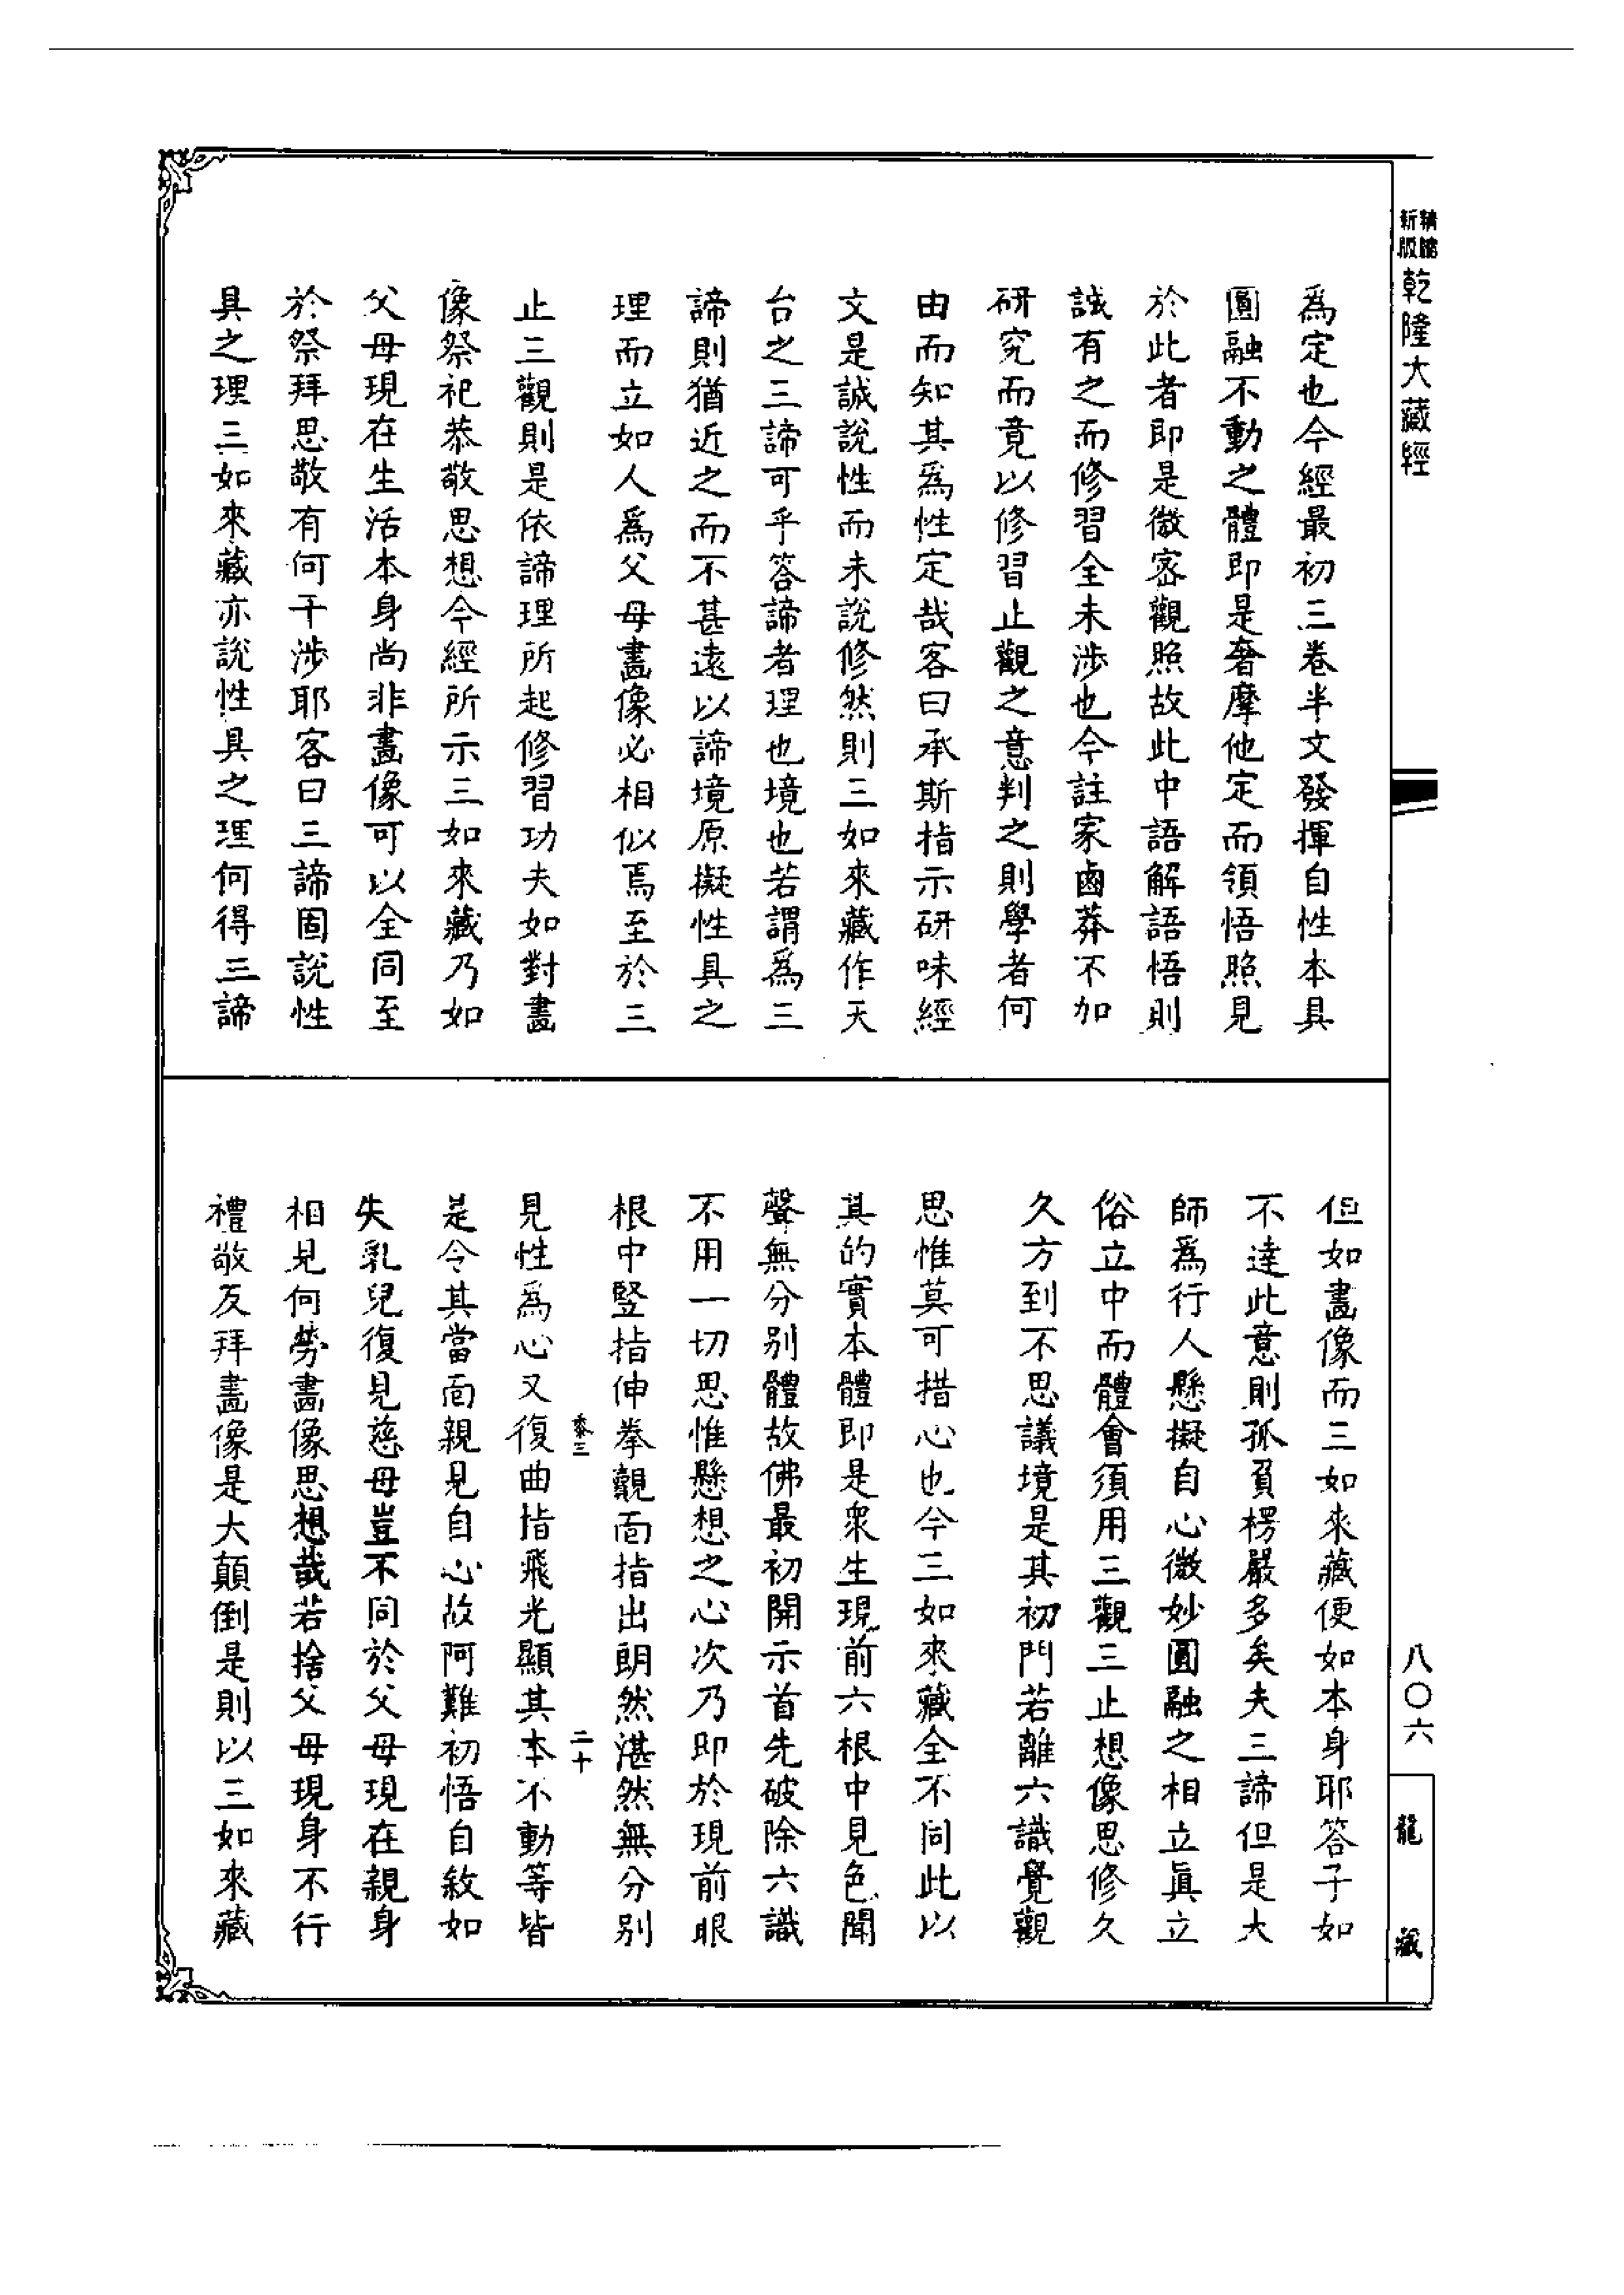 精縮新版 乾隆大藏經
為定也今經最初三卷半文發揮自性本具
圓融不動之體即是奢摩他定而領悟照見
於此者即是微密觀照故此中語解語悟則
誠有之而修習全未涉也今註家鹵莽不加
研究而竟以修習止觀之意判之則學者何
由而知其為性定哉客曰承斯指示研味經
文是誠說性而未說修然則三如來藏作天
台之三諦可乎答諦者理也境也若謂為三
諦則猶近之而不甚遠以諦境原擬性具之
理而立如人為父母畫像必相似焉至於三
止三觀則是依諦理所起修習功夫如對畫
像祭祀恭敬思想今經所示三如來藏乃如
父母現在生活本身尚非畫像可以全同至
於祭拜思敬有何干涉耶客曰三諦固說性
具之理三如來藏亦說性具之理何得三諦
但如畫像而三如來藏便如本身耶答子如
不達此意則孤負楞嚴多矣夫三諦但是大
師為行人懸擬自心微妙圓融之相立真立
俗立中而體會須用三觀三止想像思修久
久方到不思議境是其初門若離六識覺觀
思惟莫可措心也今三如來藏全不同此以
其的實本體即是眾生現前六根中見色聞
聲無分別體故佛最初開示首先破除六識
不用一切思惟懸想之心次乃即於現前眼
根中豎指伸拳覿面指出朗然湛然無分別
黍三 二十
見性為心又復曲指飛光顯其本不動等皆
是令其當面親見自心故阿難初悟自敘如
失乳兒復見慈母豈不同於父母現在親身
相見何勞畫像思想哉若捨父母現身不行
禮敬反拜畫像是大顛倒是則以三如來藏
八〇六
龍藏